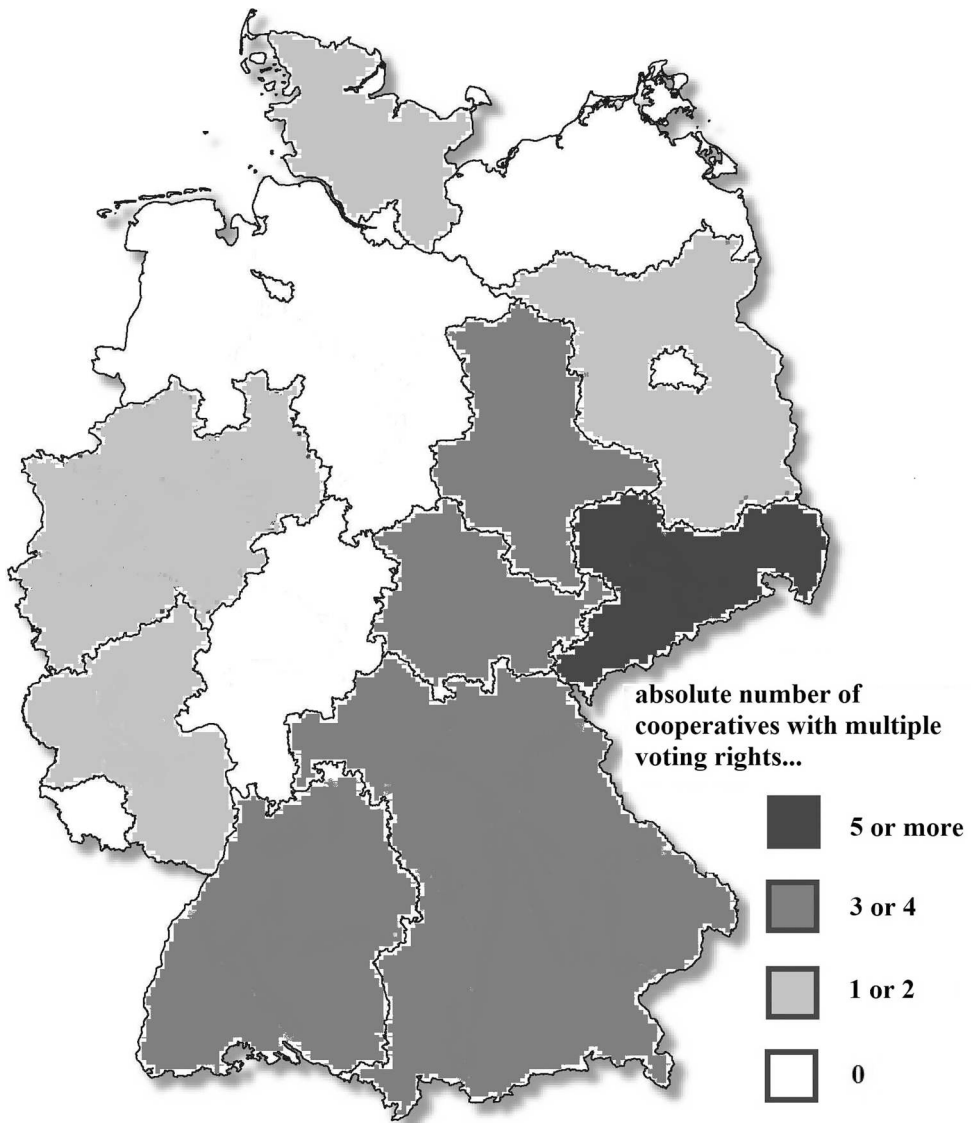 absolute number of
cooperatives with multiple
voting rights...
5 or more
3 or 4
1 or 2
0